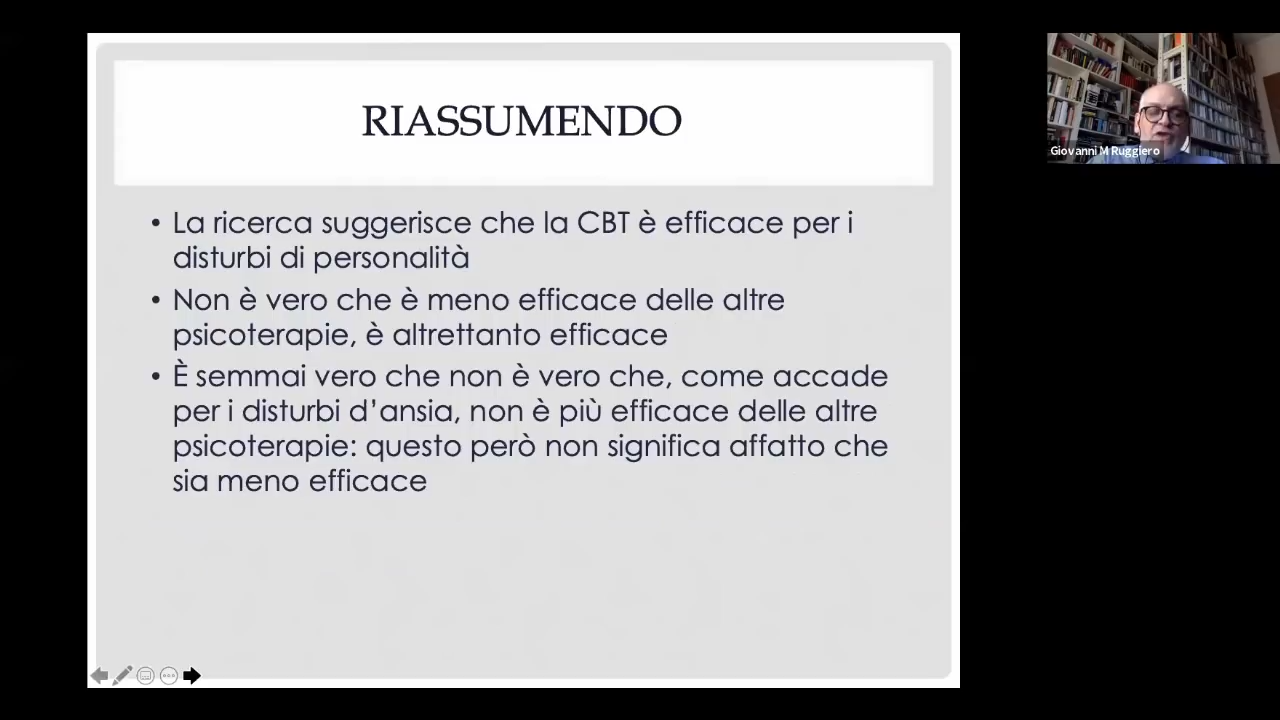 RIASSUMENDO
• La ricerca suggerisce che la CBT è efficace per i
disturbi di personalità
• Non è vero che è meno efficace delle altre
psicoterapie, è altrettanto efficace
• È semmai vero che non è vero che, come accade
per i disturbi d’ansia, non è più efficace delle altre
psicoterapie: questo però non significa affatto che
sia meno efficace
Giovanni M Ruggiero